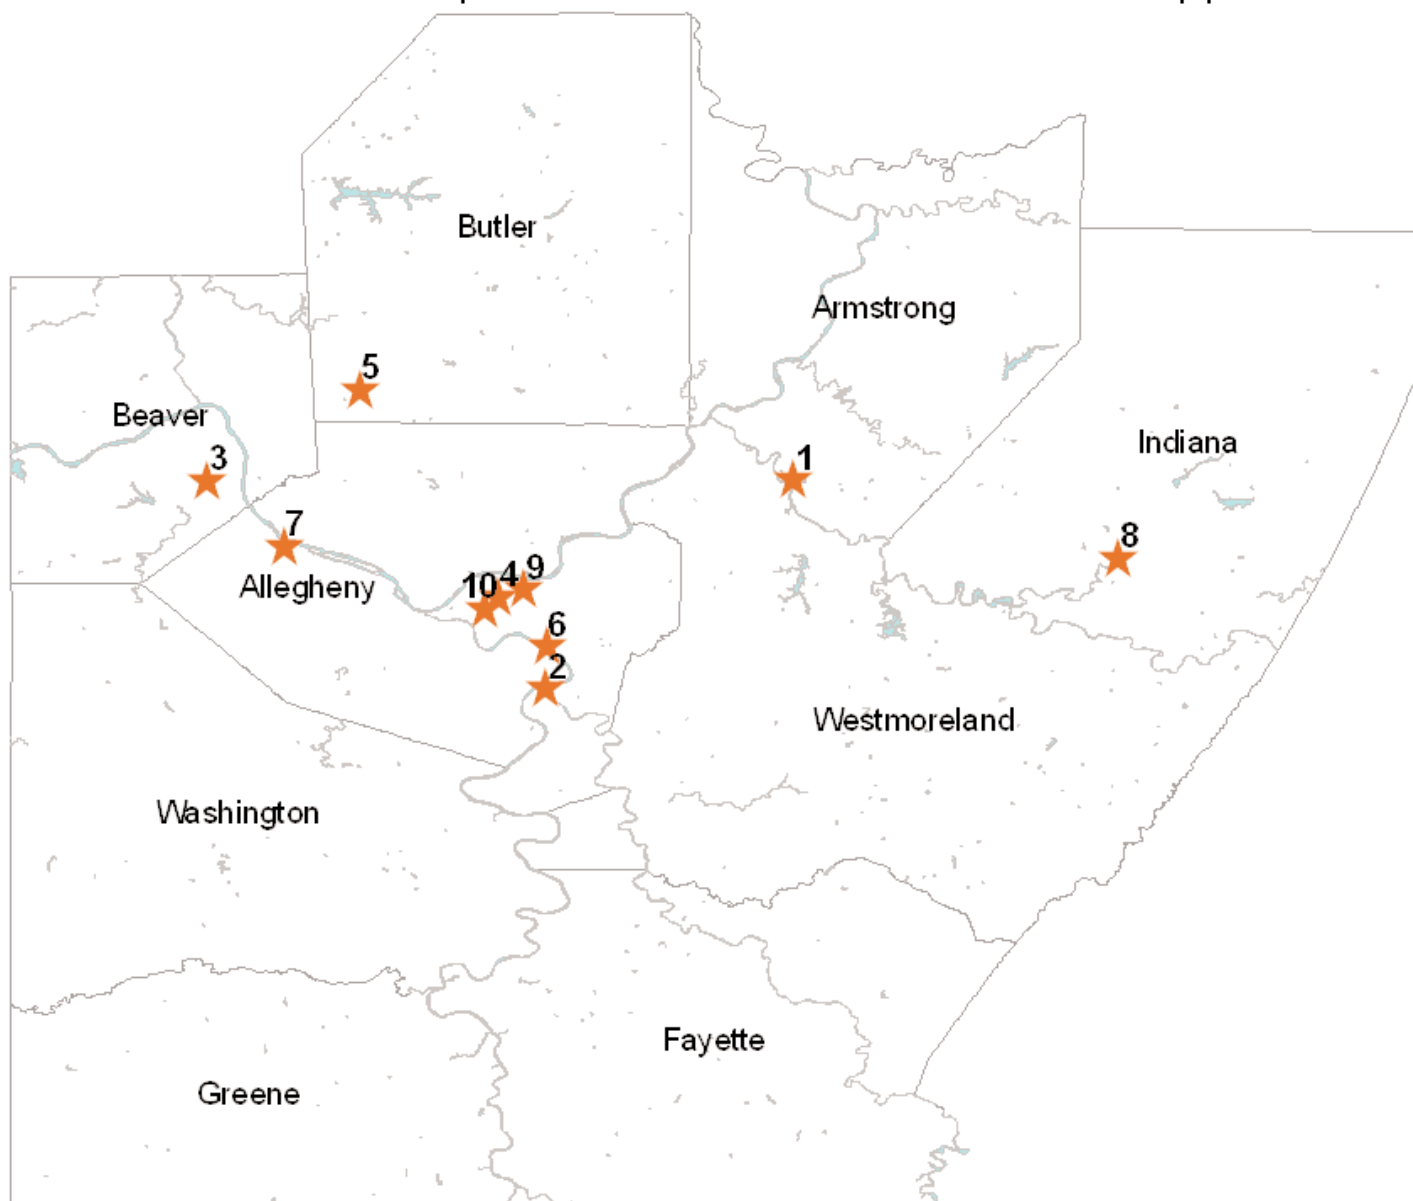 Butler
Armstrong
5
Beaver
Indiana
3
1
7
8
Allegheny
10
4
9
6
2
Westmoreland
Washington
Fayette
Greene